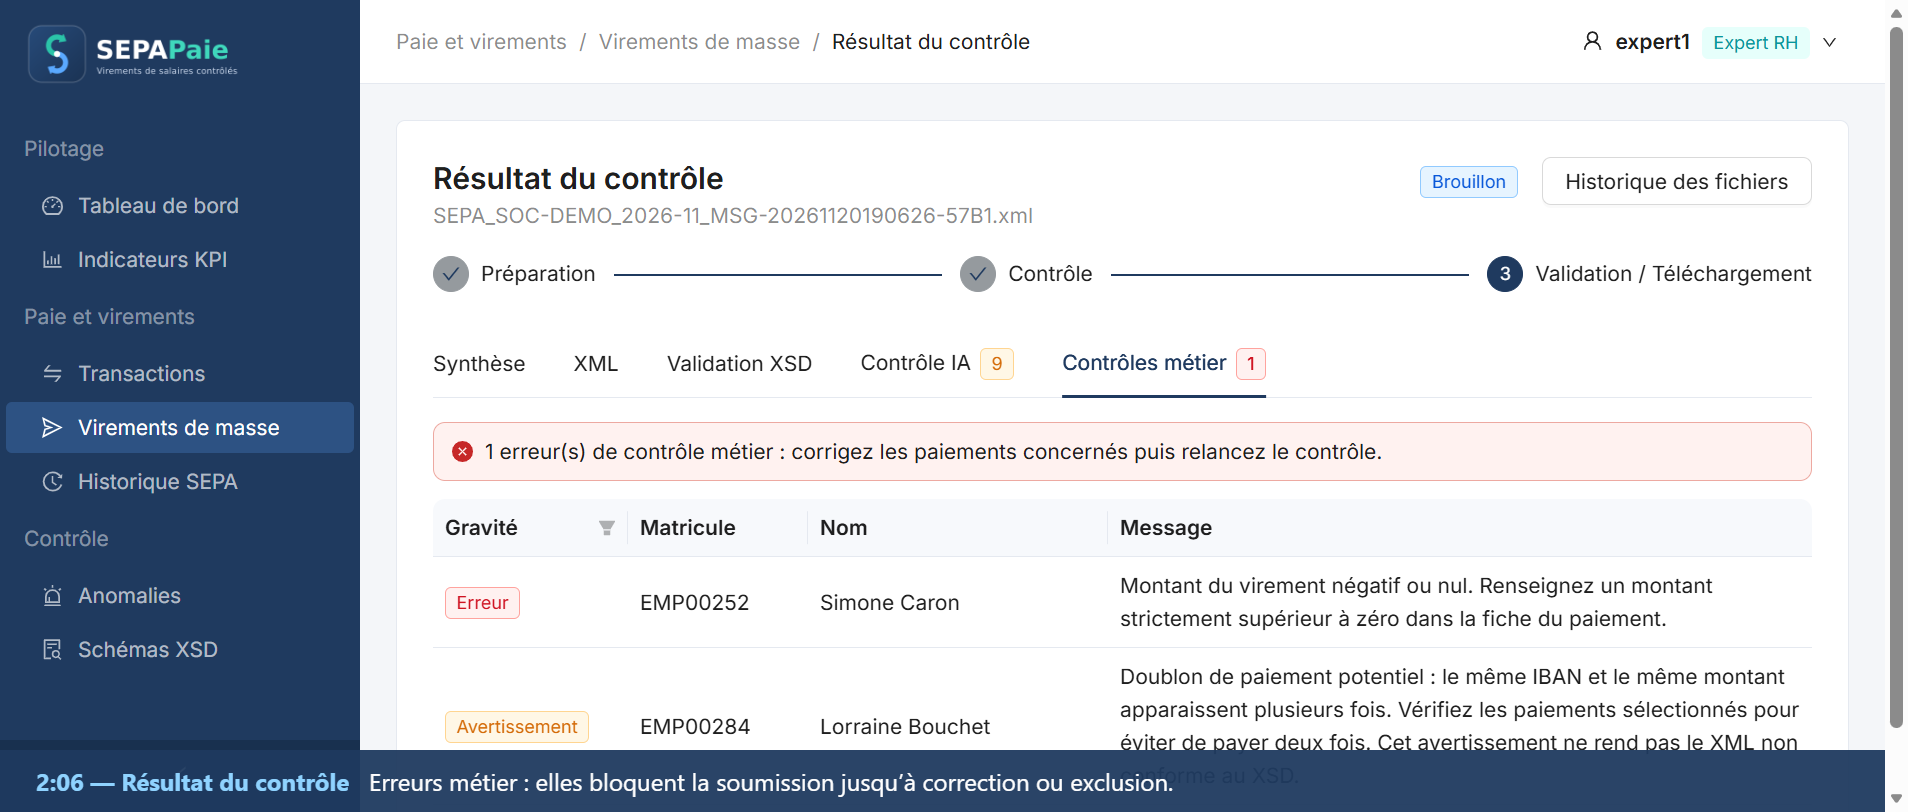 SEPAPaie
Virements de salaires contrôlés
Pilotage
Tableau de bord
Indicateurs KPI
Paie et virements
Transactions
Virements de masse
Historique SEPA
Contrôle
Anomalies
Schémas XSD
Paie et virements / Virements de masse / Résultat du contrôle
expert1 Expert RH
Résultat du contrôle
Brouillon
Historique des fichiers
SEPA_SOC-DEMO_2026-11_MSG-20261120190626-57B1.xml
Préparation
Contrôle
3 Validation / Téléchargement
Synthèse XML Validation XSD Contrôle IA 9 Contrôles métier 1
1 erreur(s) de contrôle métier : corrigez les paiements concernés puis relancez le contrôle.
Gravité Matricule Nom Message
Erreur EMP00252 Simone Caron
Montant du virement négatif ou nul. Renseignez un montant
strictement supérieur à zéro dans la fiche du paiement.
Avertissement EMP00284 Lorraine Bouchet
Doublon de paiement potentiel : le même IBAN et le même montant
apparaissent plusieurs fois. Vérifiez les paiements sélectionnés pour
éviter de payer deux fois. Cet avertissement ne rend pas le XML non
conforme au XSD.
2:06 — Résultat du contrôle Erreurs métier : elles bloquent la soumission jusqu’à correction ou exclusion.